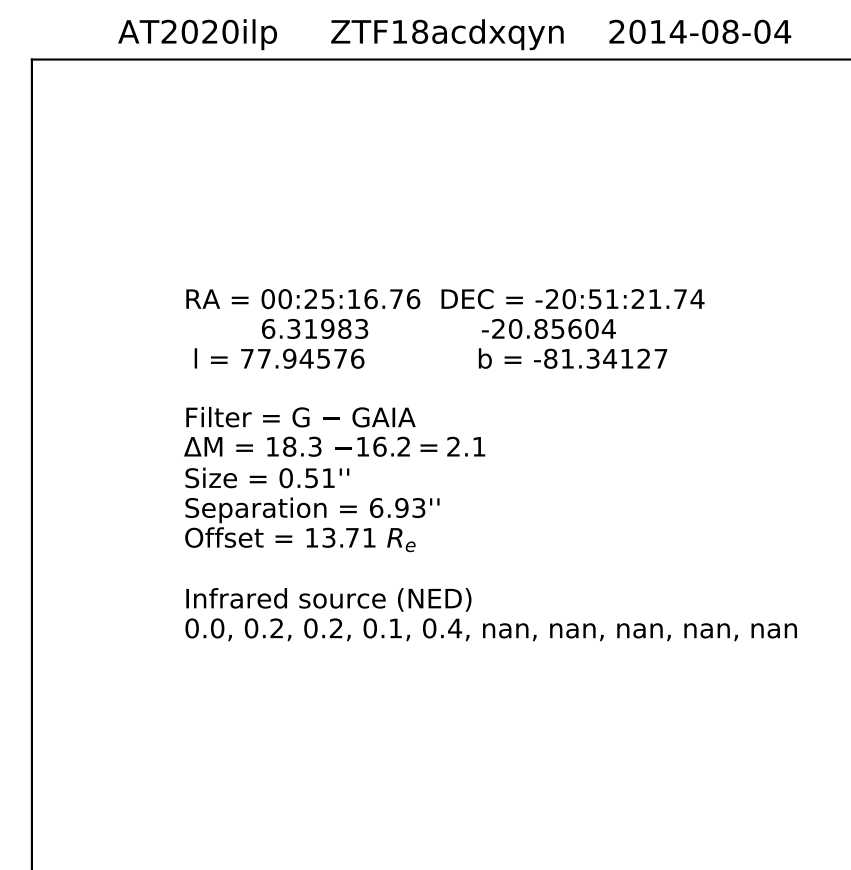 AT2020ilp ZTF18acdxqyn 2014-08-04
RA = 00:25:16.76 DEC = -20:51:21.74
6.31983 -20.85604
l = 77.94576 b = -81.34127
Filter = G − GAIA
ΔM = 18.3 −16.2 = 2.1
Size = 0.51''
Separation = 6.93''
Offset = 13.71 Re
Infrared source (NED)
0.0, 0.2, 0.2, 0.1, 0.4, nan, nan, nan, nan, nan